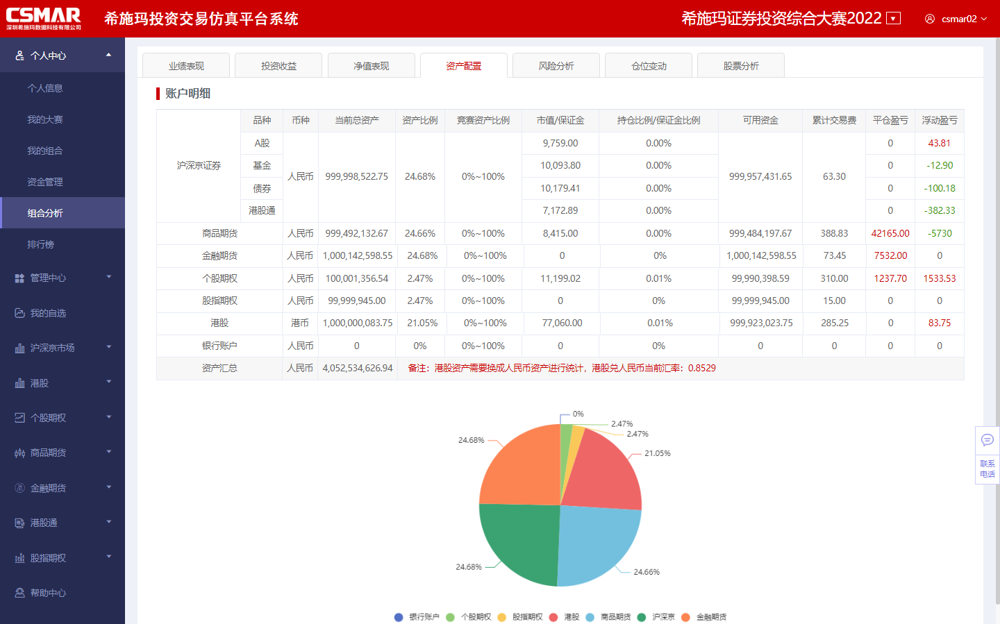 CSMAR
深圳希施玛数据科技有限公司
希施玛投资交易仿真平台系统
希施玛证券投资综合大赛2022
csmar02
个人中心
个人信息
我的大赛
我的组合
资金管理
组合分析
排行榜
管理中心
我的自选
沪深京市场
港股
个股期权
商品期货
金融期货
港股通
股指期权
帮助中心
业绩表现 投资收益 净值表现 资产配置 风险分析 仓位变动 股票分析
账户明细
品种 币种 当前总资产 资产比例 竞赛资产比例 市值/保证金 持仓比例/保证金比例 可用资金 累计交易费 平仓盈亏 浮动盈亏
A股 9,759.00 0.00% 0 43.81
沪深京证券 基金 10,093.80 0.00% 0 -12.90
人民币 999,998,522.75 24.68% 0%~100% 999,957,431.65 63.30
债券 10,179.41 0.00% 0 -100.18
港股通 7,172.89 0.00% 0 -382.33
商品期货 人民币 999,492,132.67 24.66% 0%~100% 8,415.00 0.00% 999,484,197.67 388.83 42165.00 -5730
金融期货 人民币 1,000,142,598.55 24.68% 0%~100% 0 0% 1,000,142,598.55 73.45 7532.00 0
个股期权 人民币 100,001,356.54 2.47% 0%~100% 11,199.02 0.01% 99,990,398.59 310.00 1237.70 1533.53
股指期权 人民币 99,999,945.00 2.47% 0%~100% 0 0% 99,999,945.00 15.00 0 0
港股 港币 1,000,000,083.75 21.05% 0%~100% 77,060.00 0.01% 999,923,023.75 285.25 0 83.75
银行账户 人民币 0 0% 0%~100% 0 0% 0 0 0 0
资产汇总 人民币 4,052,534,626.94 备注：港股资产需要换成人民币资产进行统计，港股兑人民币当前汇率：0.8529
0%
2.47%
2.47%
24.68%
21.05%
24.68%
24.66%
银行账户 个股期权 股指期权 港股 商品期货 沪深京 金融期货
联系
电话